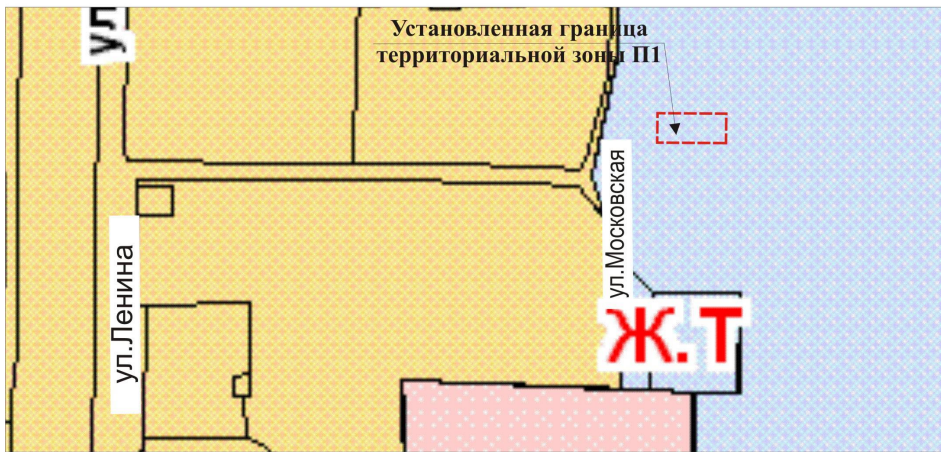 ул
Установленная граница
территориальной зоны П1
ул.Московская
ул.Ленина
Ж.Т